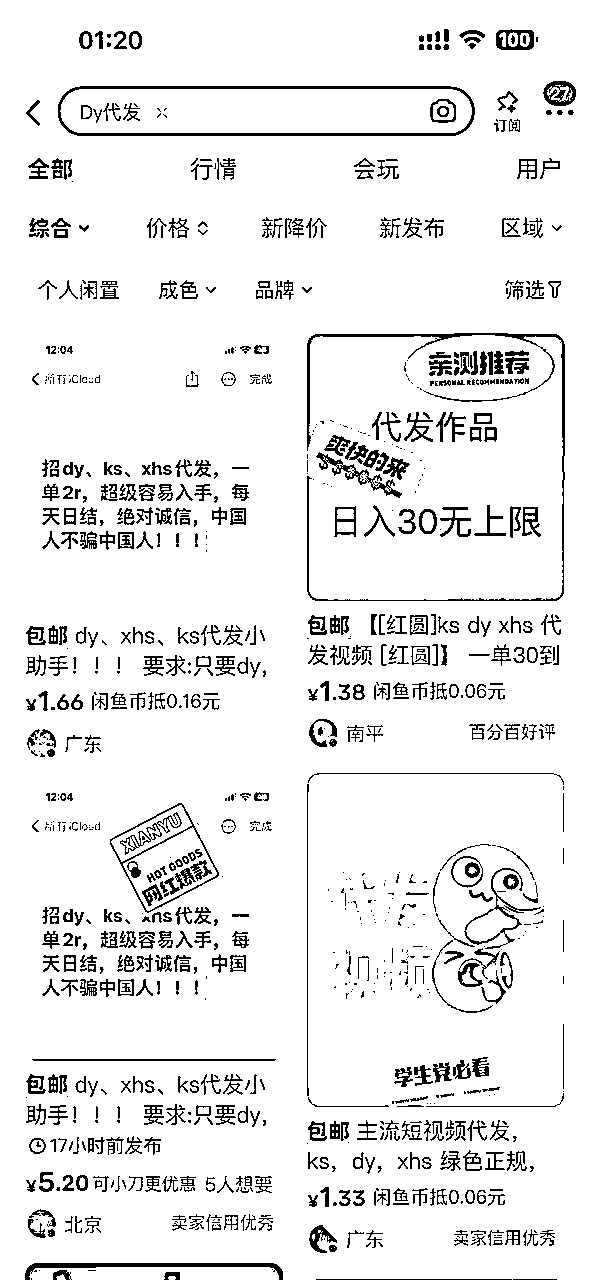 01:20
100
Dy代发
订阅
27
全部 行情 会玩 用户
综合 价格 新降价 新发布 区域
个人闲置 成色 品牌 筛选
12:04
所有iCloud 完成
招dy、ks、xhs代发，一
单2r，超级容易入手，每
天日结，绝对诚信，中国
人不骗中国人！！！
包邮 dy、xhs、ks代发小
助手！！！ 要求:只要dy,
¥1.66 闲鱼币抵0.16元
广东
亲测推荐
PERSONAL RECOMMENDATION
代发作品
爽快的来
$$$$$$
日入30无上限
包邮 【[红圆]ks dy xhs 代
发视频 [红圆]】 一单30到
¥1.38 闲鱼币抵0.06元
南平 百分百好评
12:04
所有iCloud 完成
XIANYU
HOT GOODS
网红爆款
招dy、ks、xhs代发，一
单2r，超级容易入手，每
天日结，绝对诚信，中国
人不骗中国人！！！
包邮 dy、xhs、ks代发小
助手！！！ 要求:只要dy,
17小时前发布
¥5.20 可小刀更优惠 5人想要
北京 卖家信用优秀
代发
视频
学生党必看
包邮 主流短视频代发，
ks，dy，xhs 绿色正规，
¥1.33 闲鱼币抵0.06元
广东 卖家信用优秀